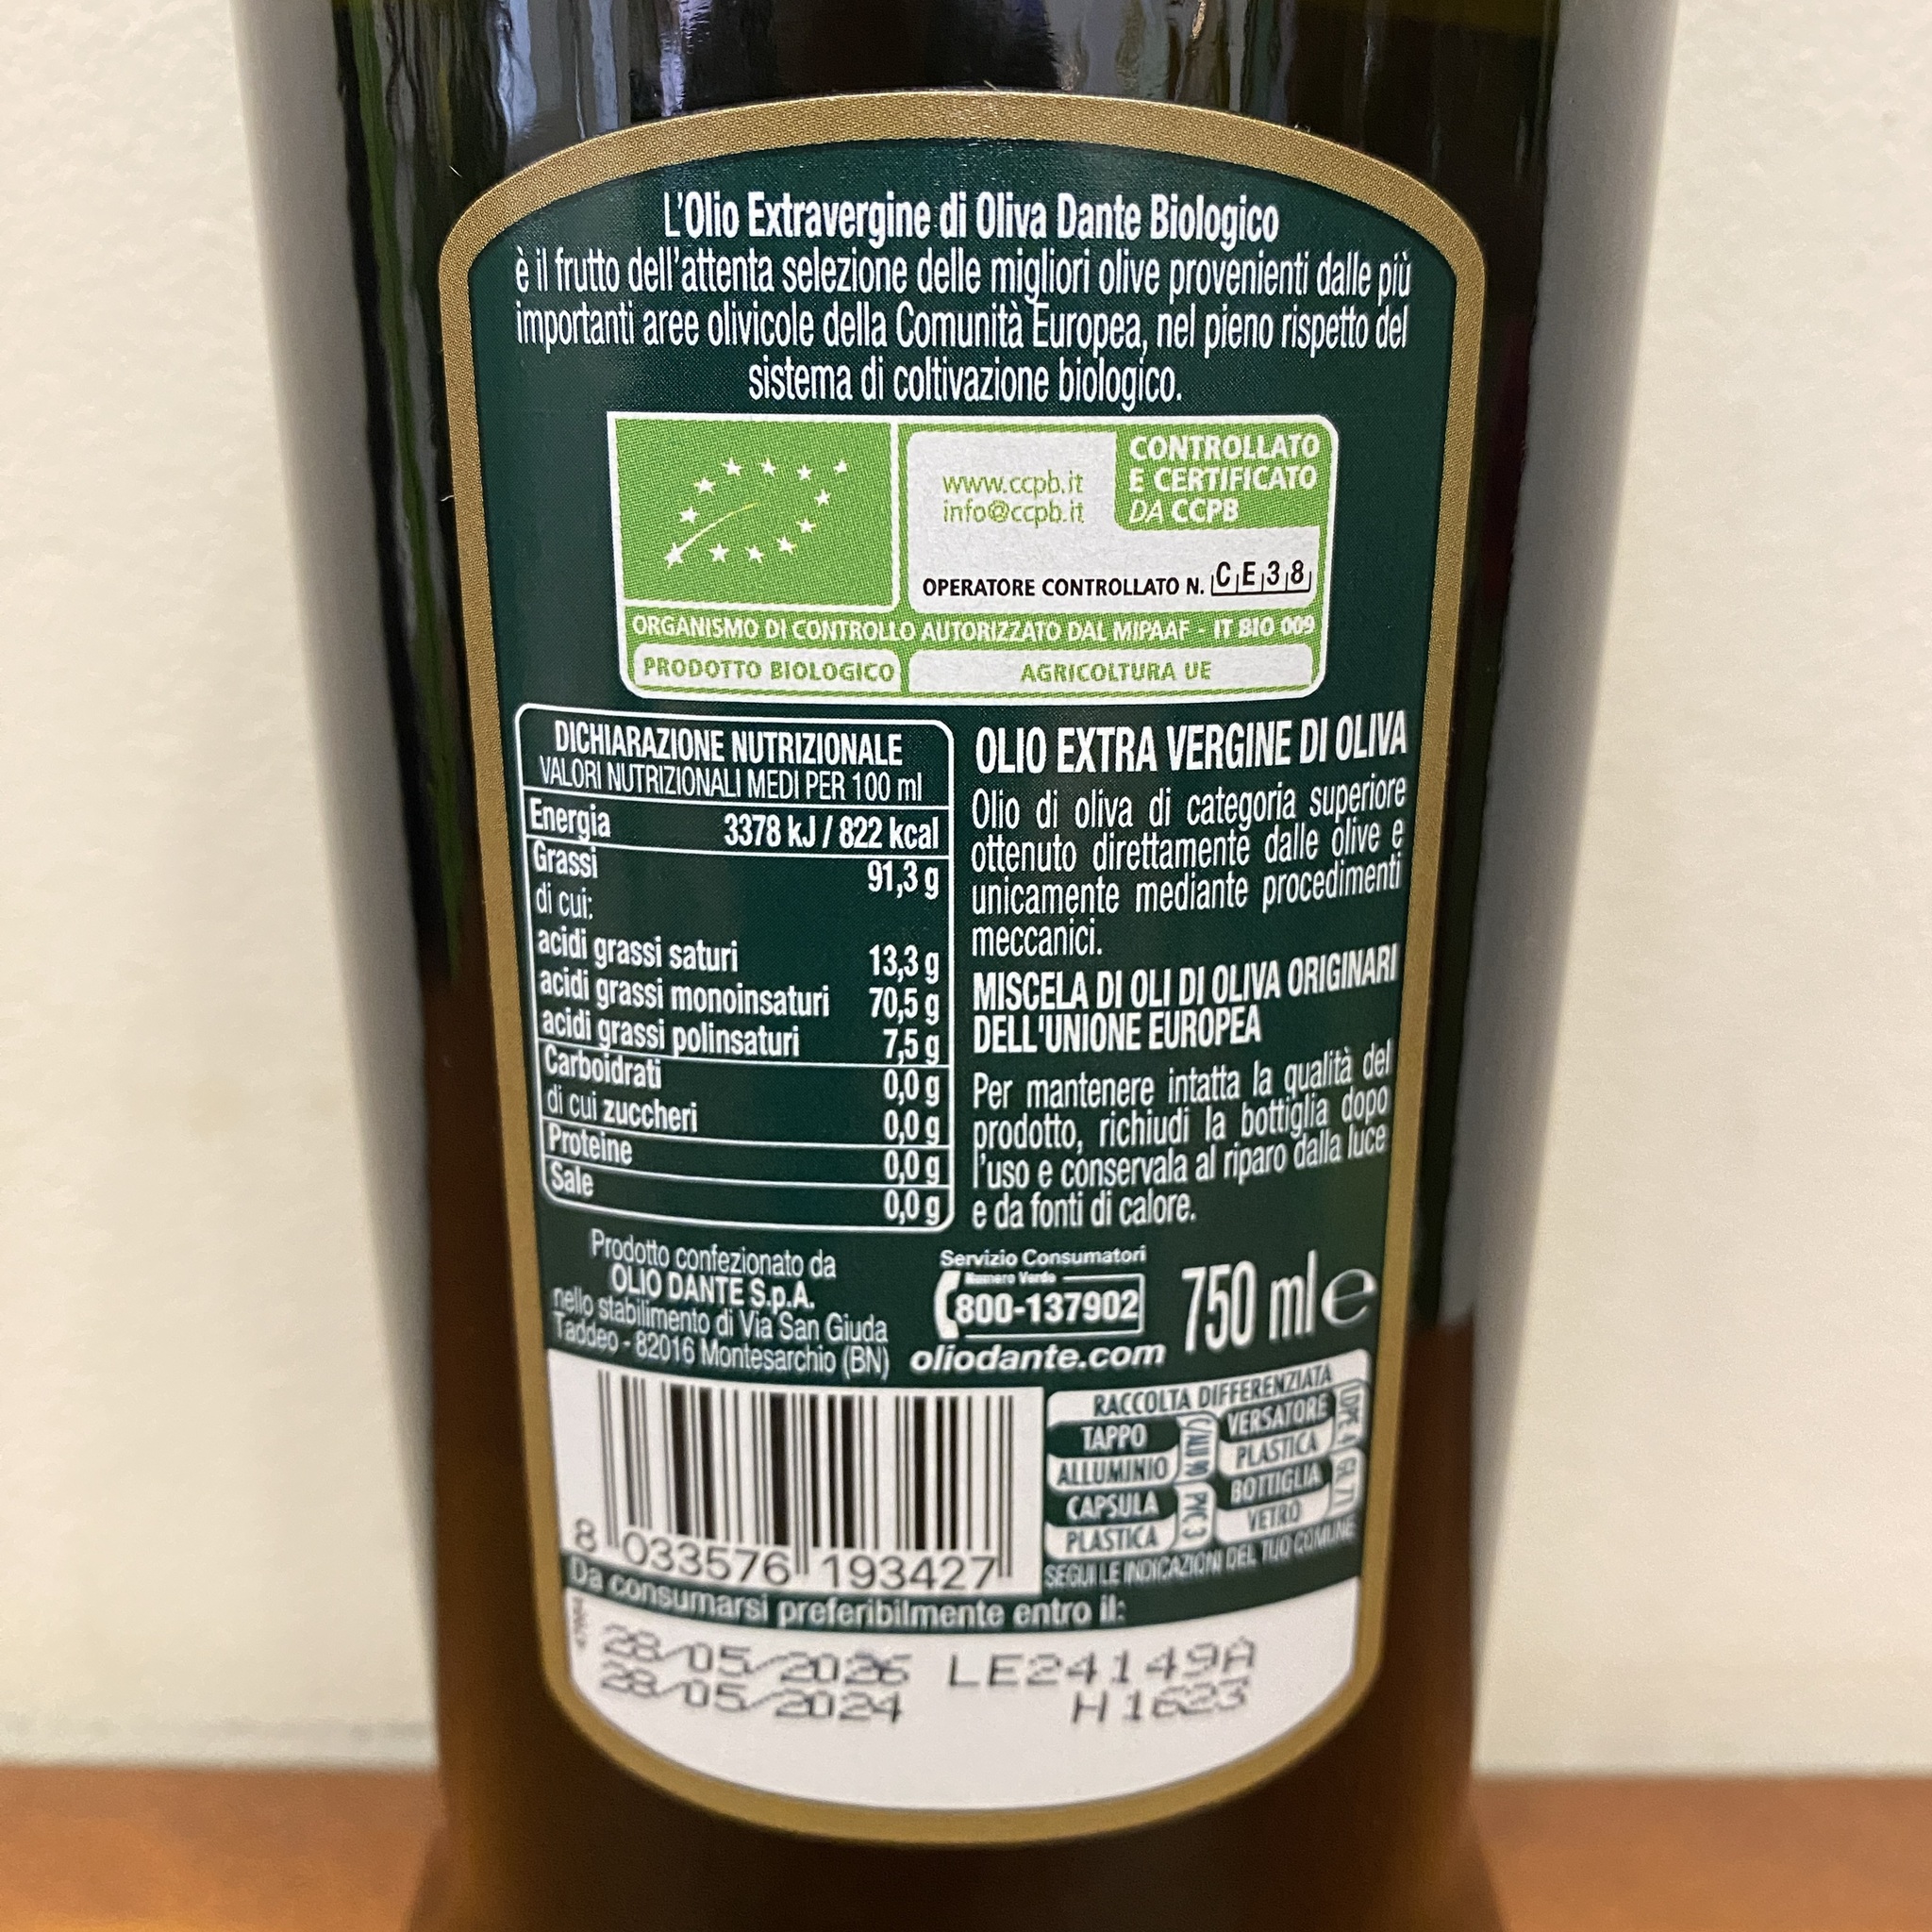 L'Olio Extravergine di Oliva Dante Biologico
è il frutto dell'attenta selezione delle migliori olive provenienti dalle più
importanti aree olivicole della Comunità Europea, nel pieno rispetto del
sistema di coltivazione biologico.
www.ccpb.it
info@ccpb.it
CONTROLLATO
E CERTIFICATO
DA CCPB
OPERATORE CONTROLLATO N. C E 3 8
ORGANISMO DI CONTROLLO AUTORIZZATO DAL MIPAAF - IT BIO 009
PRODOTTO BIOLOGICO
AGRICOLTURA UE
DICHIARAZIONE NUTRIZIONALE
VALORI NUTRIZIONALI MEDI PER 100 ml
Energia 3378 kJ / 822 kcal
Grassi 91,3 g
di cui:
acidi grassi saturi 13,3 g
acidi grassi monoinsaturi 70,5 g
acidi grassi polinsaturi 7,5 g
Carboidrati 0,0 g
di cui zuccheri 0,0 g
Proteine 0,0 g
Sale 0,0 g
OLIO EXTRA VERGINE DI OLIVA
Olio di oliva di categoria superiore
ottenuto direttamente dalle olive e
unicamente mediante procedimenti
meccanici.
MISCELA DI OLI DI OLIVA ORIGINARI
DELL'UNIONE EUROPEA
Per mantenere intatta la qualità del
prodotto, richiudi la bottiglia dopo
l'uso e conservala al riparo dalla luce
e da fonti di calore.
Prodotto confezionato da
OLIO DANTE S.p.A.
nello stabilimento di Via San Giuda
Taddeo - 82016 Montesarchio (BN)
Servizio Consumatori
Numero Verde
800-137902
oliodante.com
750 ml e
RACCOLTA DIFFERENZIATA
TAPPO
ALLUMINIO
C/ALU 90
CAPSULA
PLASTICA
PVC 3
VERSATORE
PLASTICA
LDPE 4
BOTTIGLIA
VETRO
GL 71
SEGUI LE INDICAZIONI DEL TUO COMUNE
8 033576 193427
Da consumarsi preferibilmente entro il:
28/05/2026 LE24149A
28/05/2024 H1623